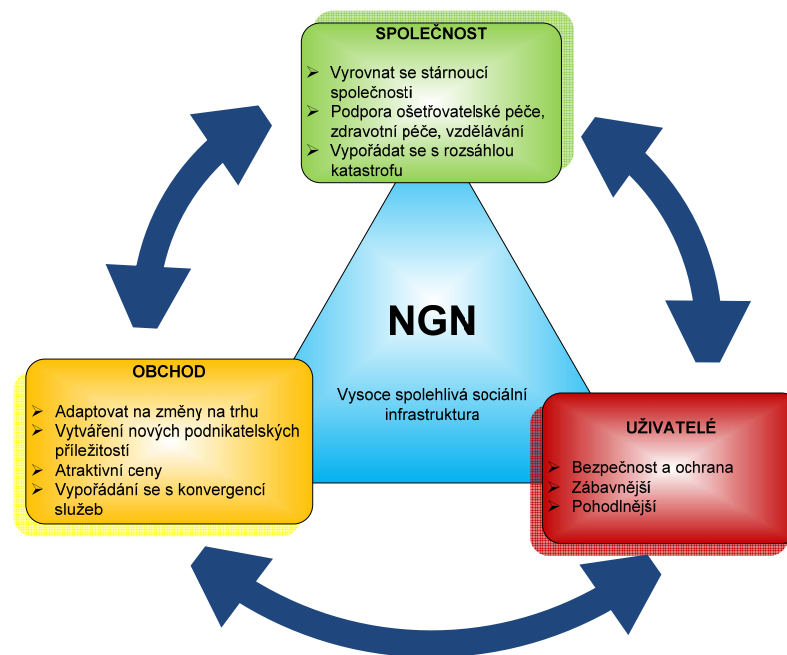 SPOLEČNOST
➢ Vyrovnat se stárnoucí
společnosti
➢ Podpora ošetřovatelské péče,
zdravotní péče, vzdělávání
➢ Vypořádat se s rozsáhlou
katastrofu
NGN
Vysoce spolehlivá sociální
infrastruktura
OBCHOD
➢ Adaptovat na změny na trhu
➢ Vytváření nových podnikatelských
příležitostí
➢ Atraktivní ceny
➢ Vypořádání se s konvergencí
služeb
UŽIVATELÉ
➢ Bezpečnost a ochrana
➢ Zábavnější
➢ Pohodlnější